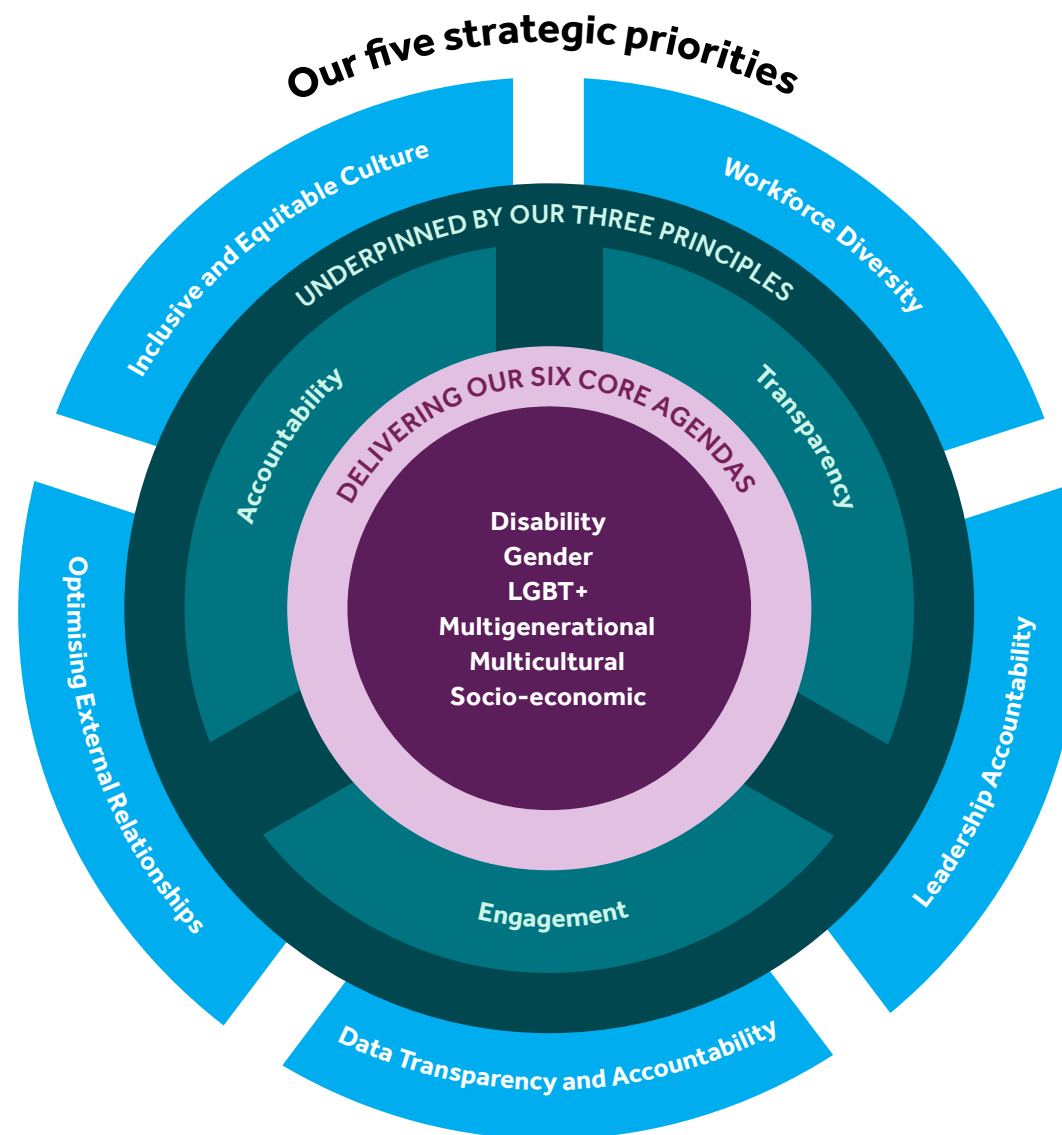 Our five strategic priorities
Inclusive and Equitable Culture
Workforce Diversity
UNDERPINNED BY OUR THREE PRINCIPLES
Accountability
Transparency
DELIVERING OUR SIX CORE AGENDAS
Disability
Gender
LGBT+
Multigenerational
Multicultural
Socio-economic
Optimising External Relationships
Leadership Accountability
Engagement
Data Transparency and Accountability